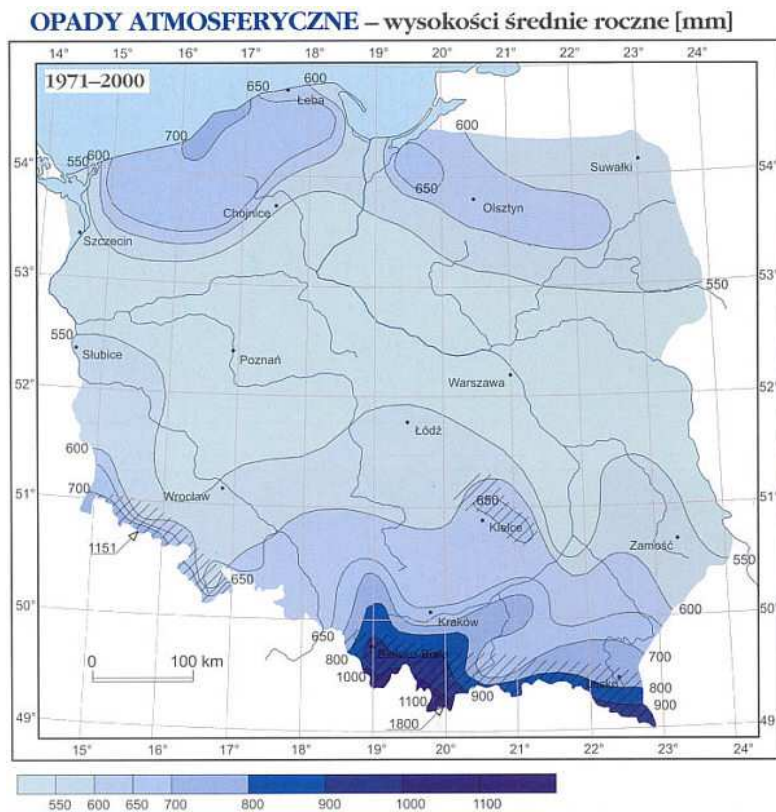 OPADY ATMOSFERYCZNE – wysokości średnie roczne [mm]
14° 15° 16° 17° 18° 19° 20° 21° 22° 23° 24°
1971–2000
650 600
Łeba
700
600
600
550
54° 54°
Suwałki
650
Olsztyn
Chojnice
Szczecin
53° 53°
550
550
Słubice
Poznań
Warszawa
52° 52°
Łódź
600
700
51° 51°
Wrocław
650
Kielce
1151
Zamość
550
650
600
50° 50°
Kraków
650
700
0 100 km
Bielsko-Biała
800
1000
1100
1800
900
Lesko
800
900
49° 49°
15° 16° 17° 18° 19° 20° 21° 22° 23° 24°
550 600 650 700 800 900 1000 1100